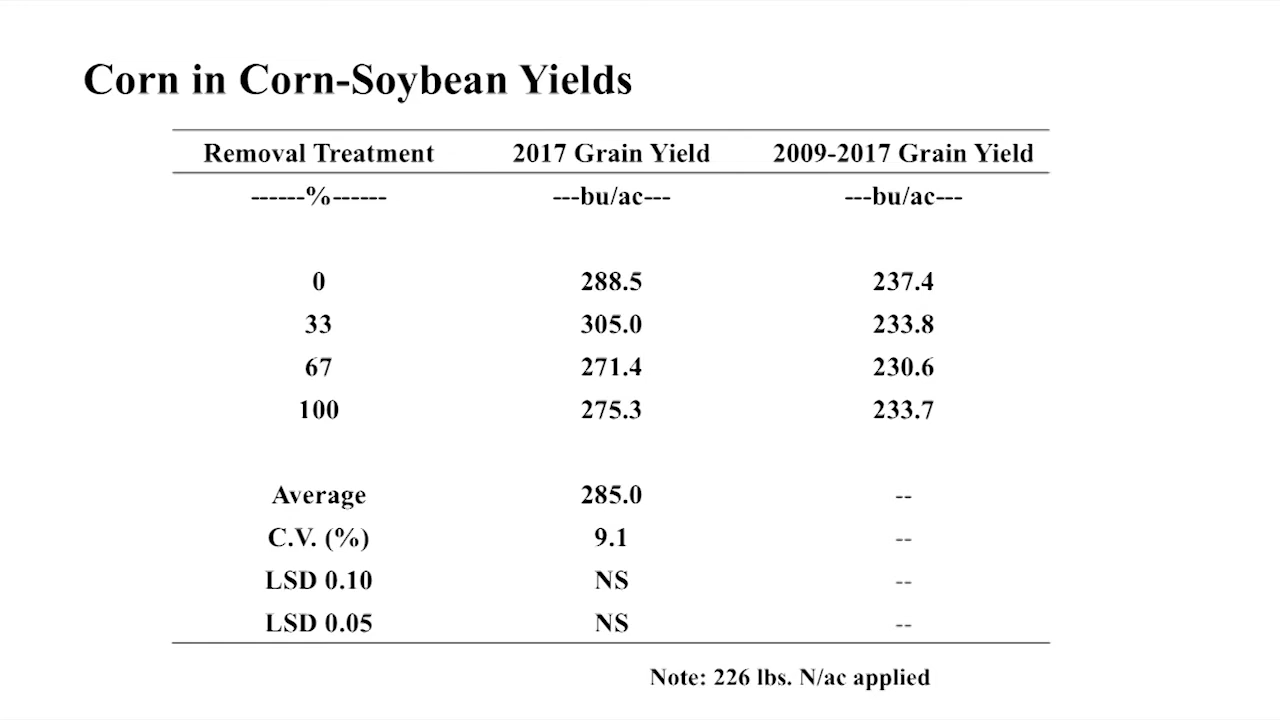 Corn in Corn-Soybean Yields
Removal Treatment 2017 Grain Yield 2009-2017 Grain Yield
------%------ ---bu/ac--- ---bu/ac---
0 288.5 237.4
33 305.0 233.8
67 271.4 230.6
100 275.3 233.7
Average 285.0 --
C.V. (%) 9.1 --
LSD 0.10 NS --
LSD 0.05 NS --
Note: 226 lbs. N/ac applied